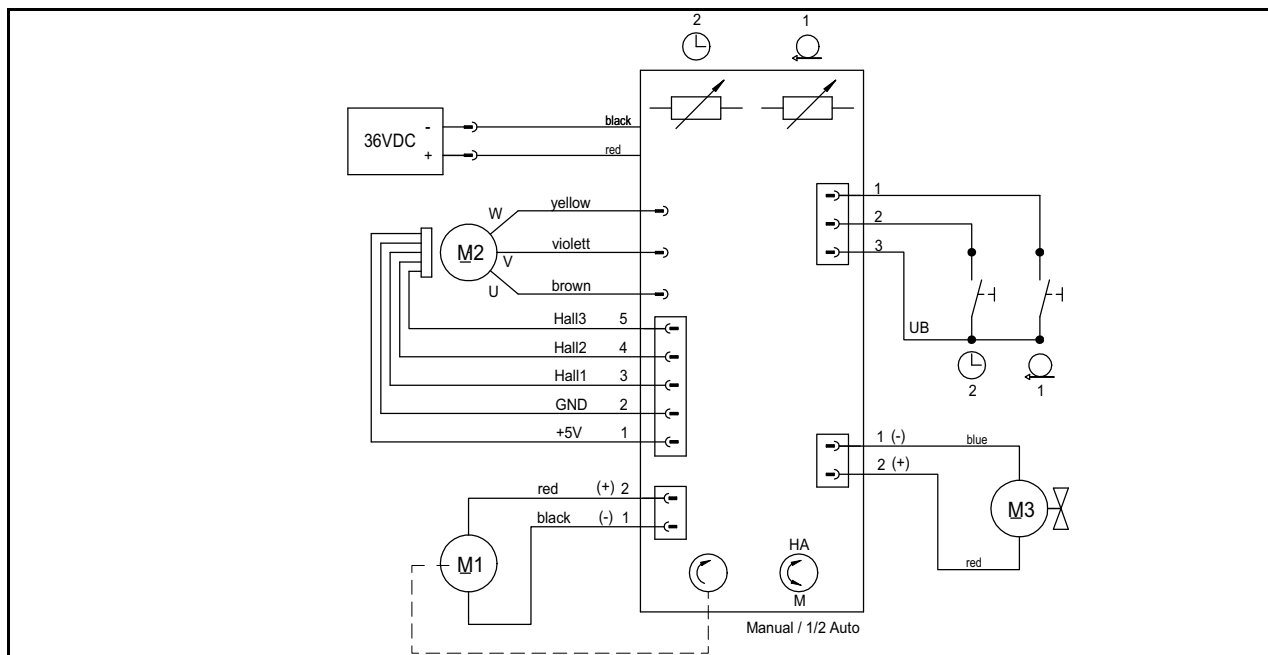 2 1
- black
36VDC
+ red
W yellow
M2 V violett
U brown
Hall3 5
Hall2 4
Hall1 3
GND 2
+5V 1
red (+) 2
black (-) 1
M1
HA
M
Manual / 1/2 Auto
1
2
3
UB
2 1
1 (-) blue
2 (+)
M3
red